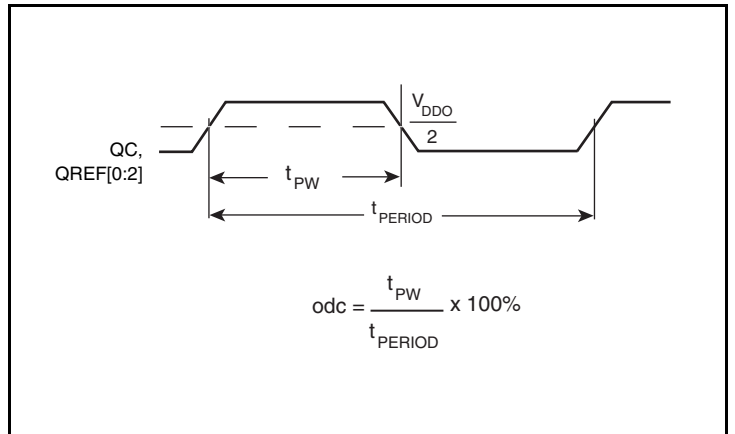 V_DDO
2
QC,
QREF[0:2]
t_PW
t_PERIOD
odc = t_PW / t_PERIOD x 100%